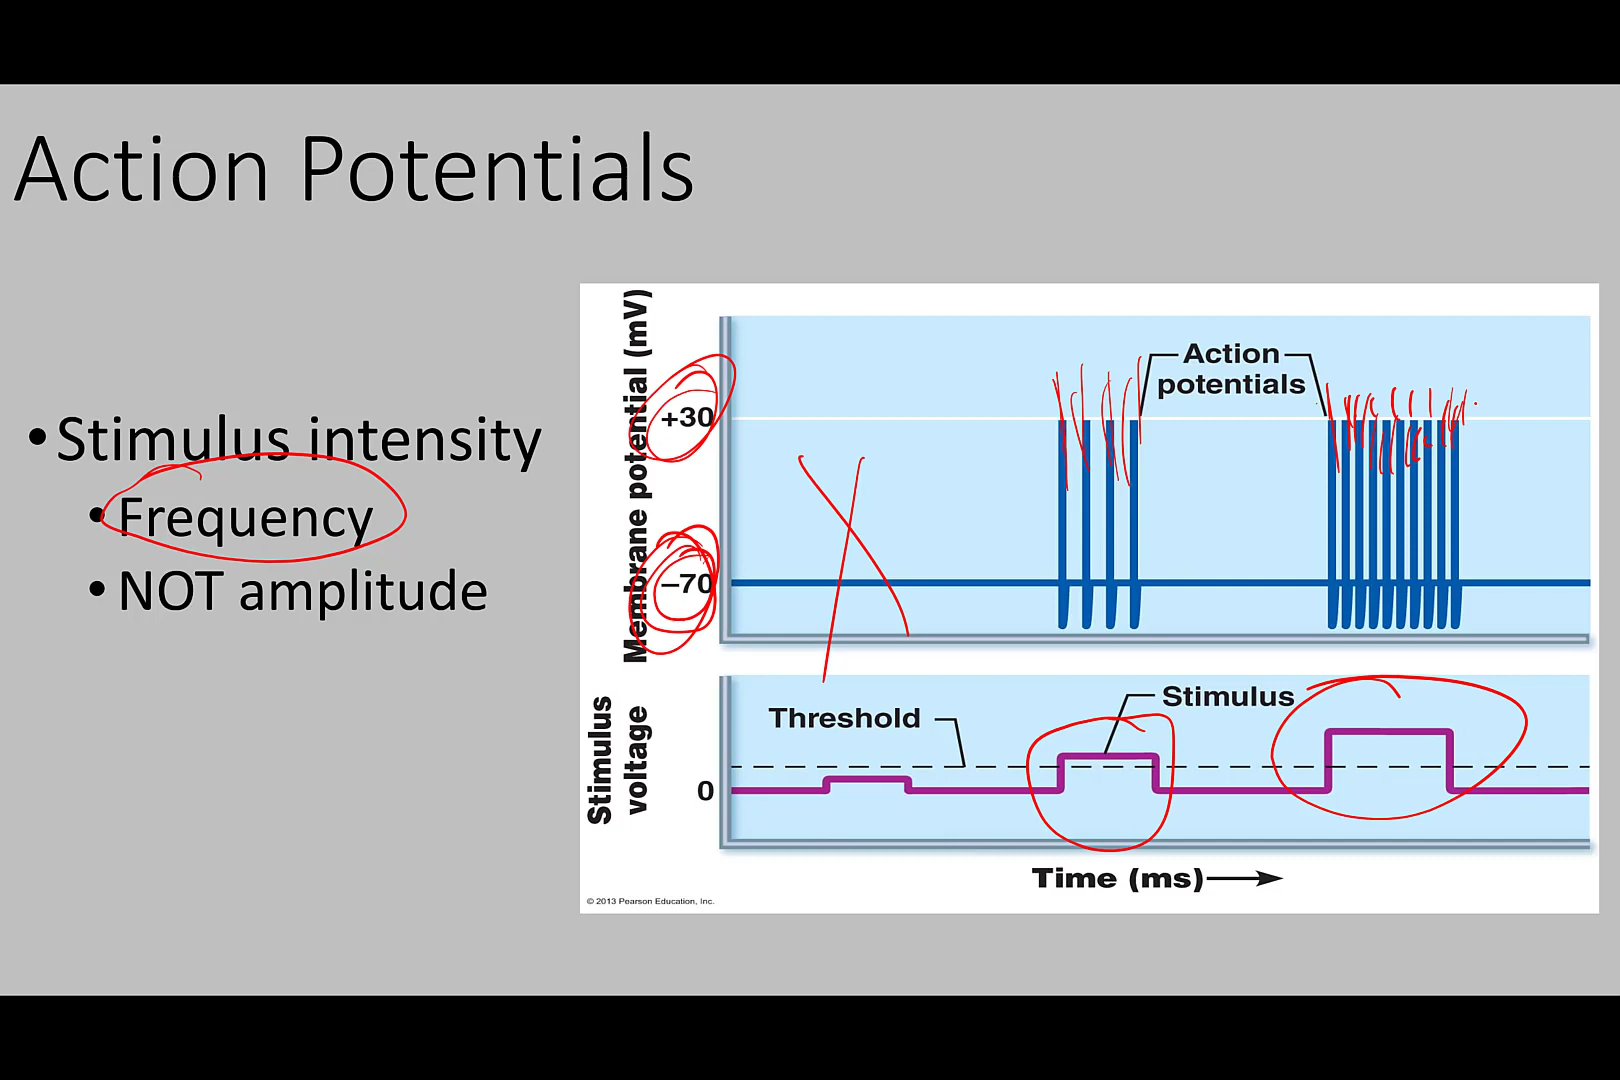 Action Potentials
• Stimulus intensity
• Frequency
• NOT amplitude
Membrane potential (mV)
+30
–70
Action
potentials
Stimulus
voltage
0
Threshold
Stimulus
Time (ms)
© 2013 Pearson Education, Inc.